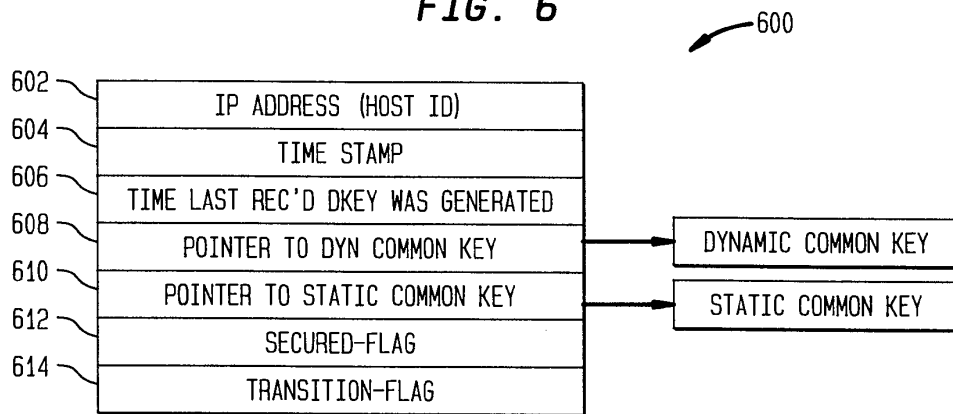 FIG. 6
600
602 IP ADDRESS (HOST ID)
604 TIME STAMP
606 TIME LAST REC'D DKEY WAS GENERATED
608 POINTER TO DYN COMMON KEY DYNAMIC COMMON KEY
610 POINTER TO STATIC COMMON KEY STATIC COMMON KEY
612 SECURED-FLAG
614 TRANSITION-FLAG